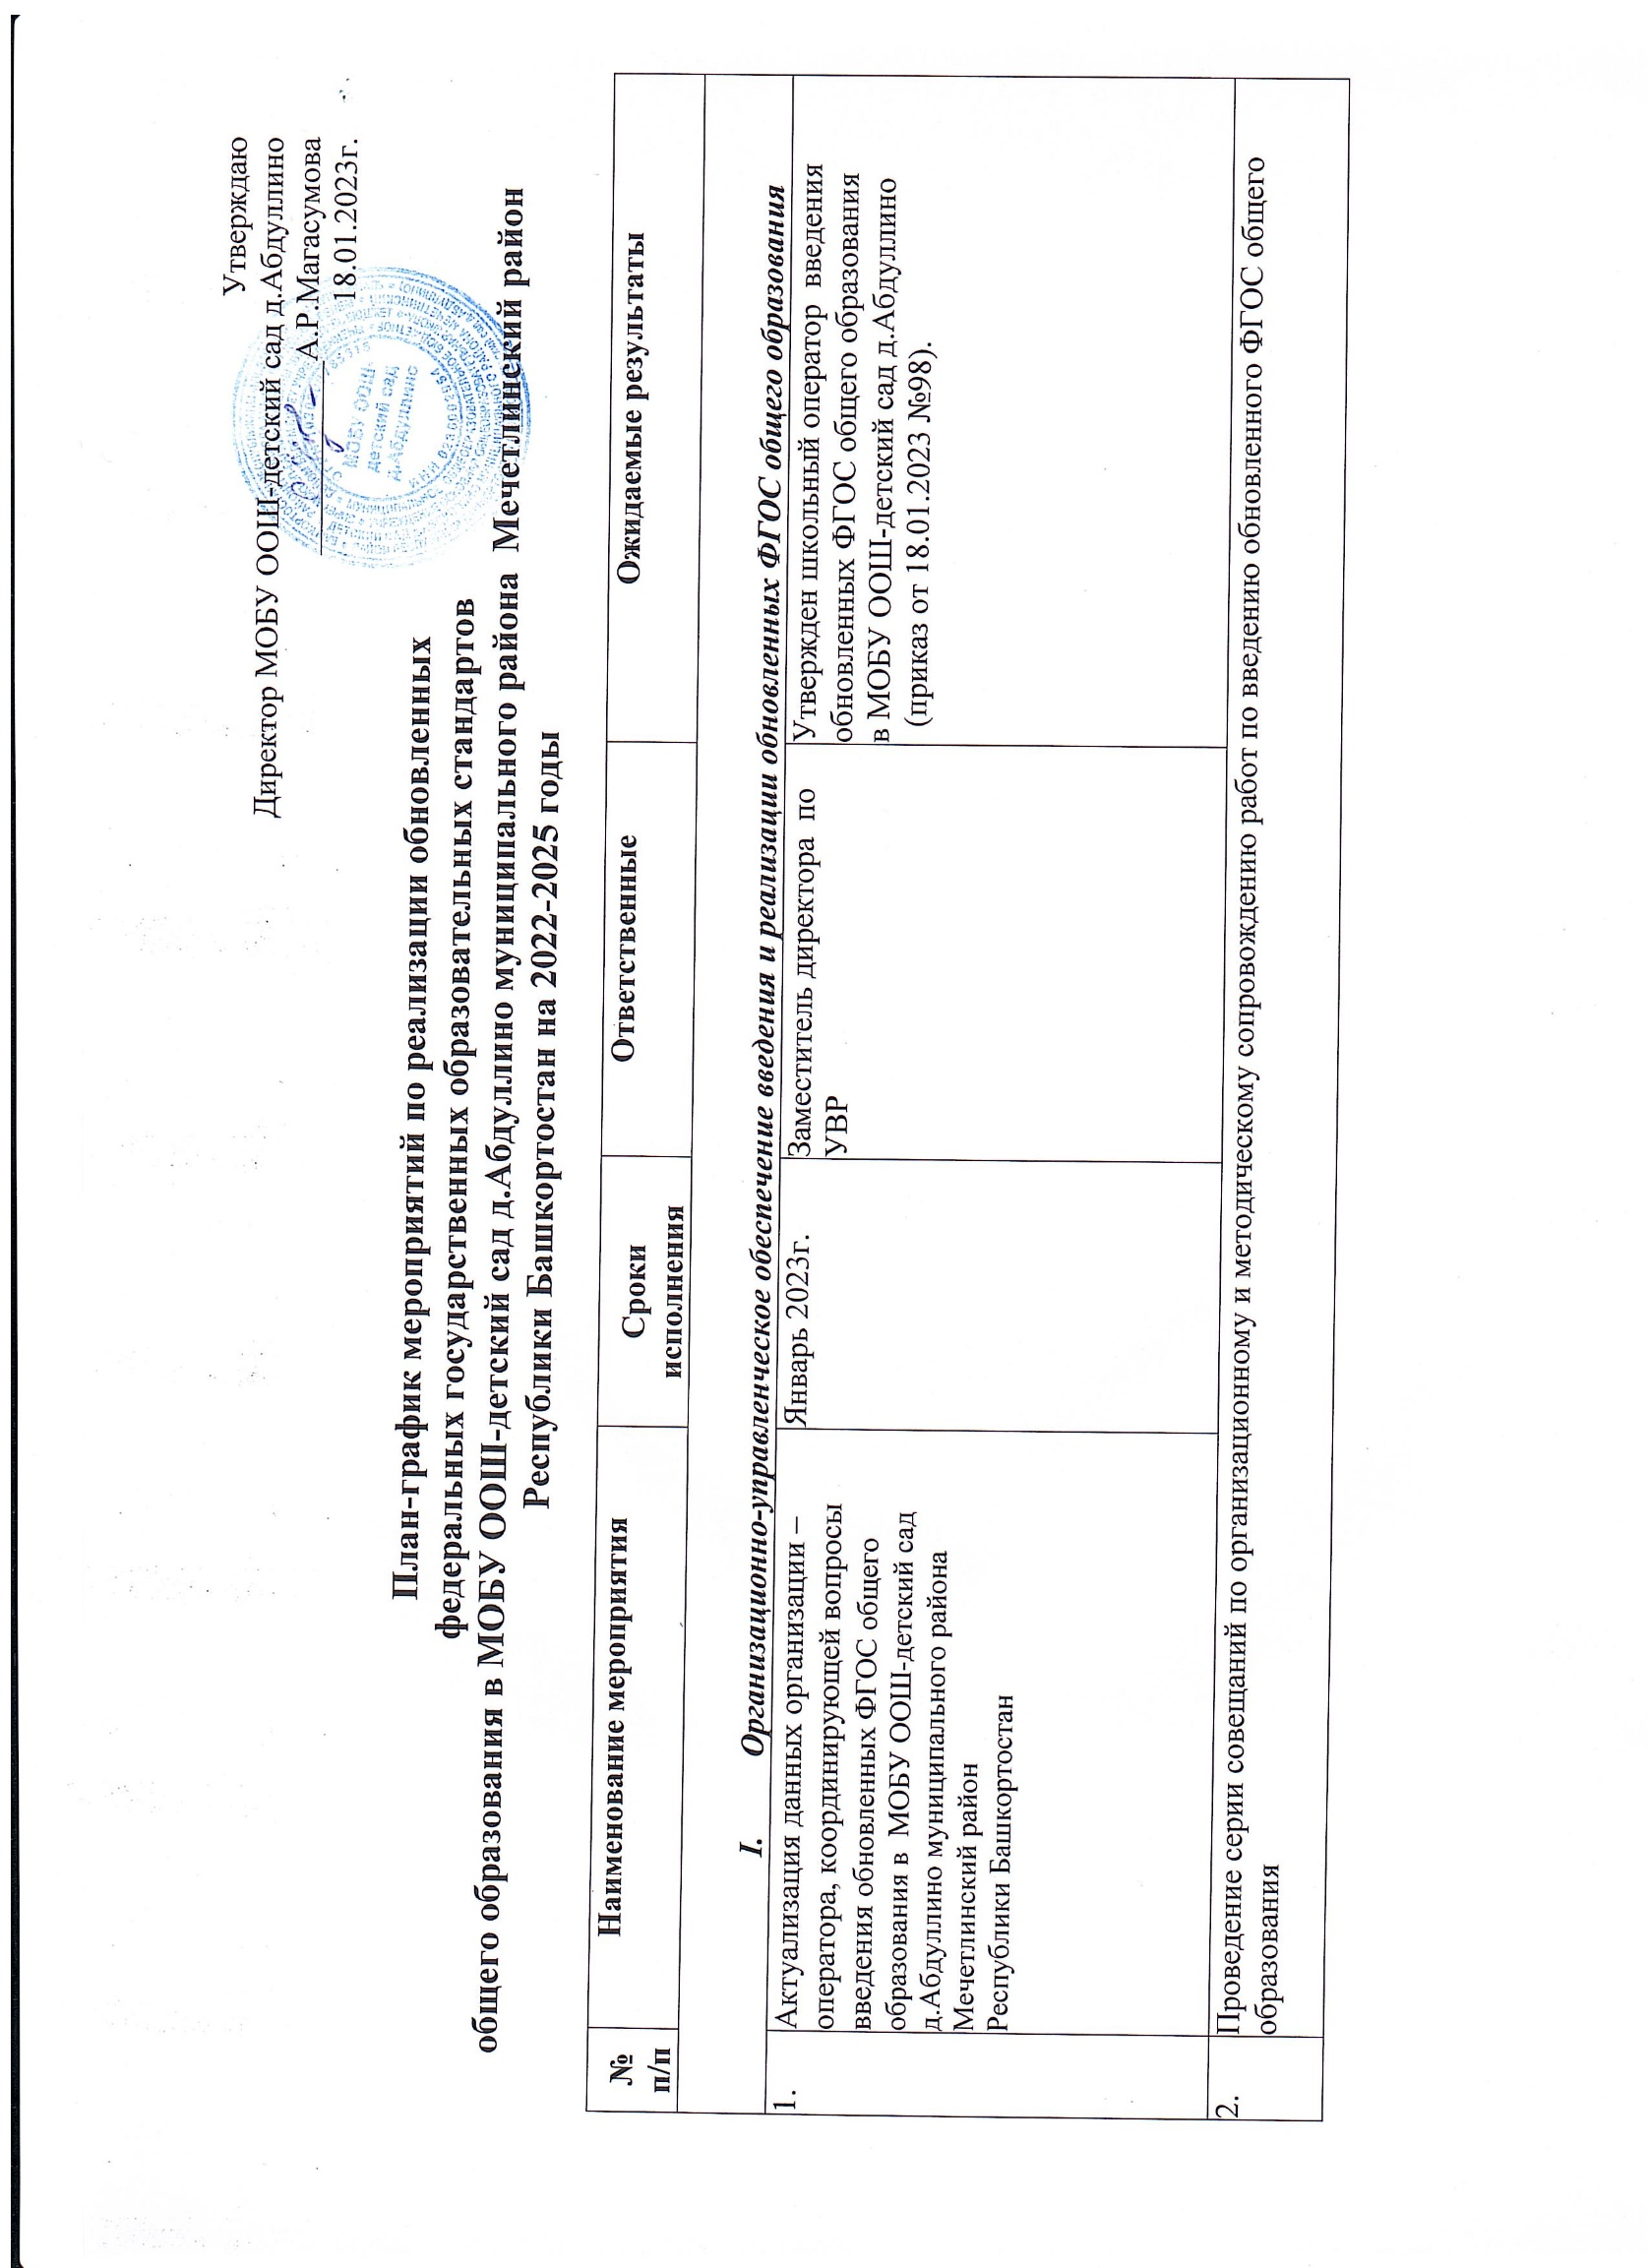 Утверждаю
Директор МОБУ ООШ-детский сад д.Абдуллино
А.Р.Магасумова
18.01.2023г.
МОБУ ООШ-
детский сад
д.Абдуллино
План-график мероприятий по реализации обновленных
федеральных государственных образовательных стандартов
общего образования в МОБУ ООШ-детский сад д.Абдуллино муниципального района Мечетлинский район
Республики Башкортостан на 2022-2025 годы
№
п/п
Наименование мероприятия
Сроки
исполнения
Ответственные
Ожидаемые результаты
I. Организационно-управленческое обеспечение введения и реализации обновленных ФГОС общего образования
1.
Актуализация данных организации –
оператора, координирующей вопросы
введения обновленных ФГОС общего
образования в МОБУ ООШ-детский сад
д.Абдуллино муниципального района
Мечетлинский район
Республики Башкортостан
Январь 2023г.
Заместитель директора по
УВР
Утвержден школьный оператор введения
обновленных ФГОС общего образования
в МОБУ ООШ-детский сад д.Абдуллино
(приказ от 18.01.2023 №98).
2.
Проведение серии совещаний по организационному и методическому сопровождению работ по введению обновленного ФГОС общего
образования